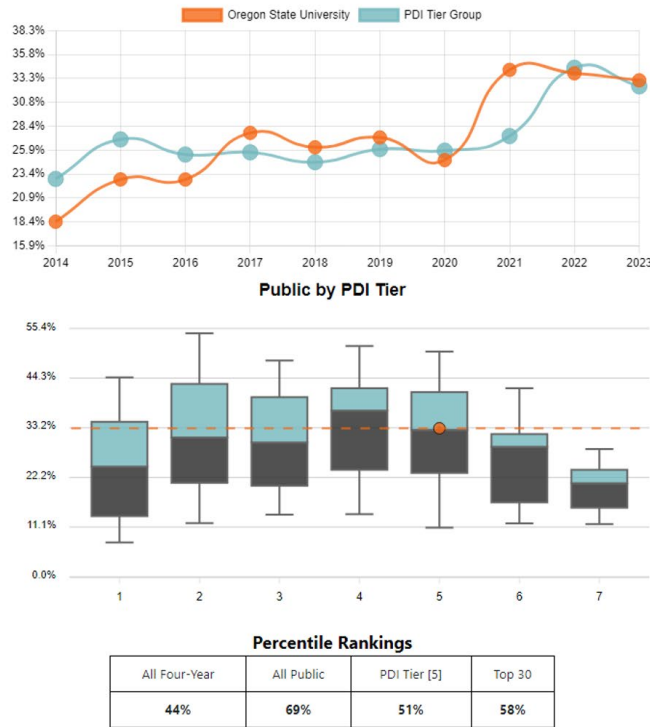 Oregon State University PDI Tier Group
38.3%
35.8%
33.3%
30.8%
28.4%
25.9%
23.4%
20.9%
18.4%
15.9%
2014 2015 2016 2017 2018 2019 2020 2021 2022 2023
Public by PDI Tier
55.4%
44.3%
33.2%
22.2%
11.1%
0.0%
1 2 3 4 5 6 7
Percentile Rankings
All Four-Year All Public PDI Tier [5] Top 30
44% 69% 51% 58%